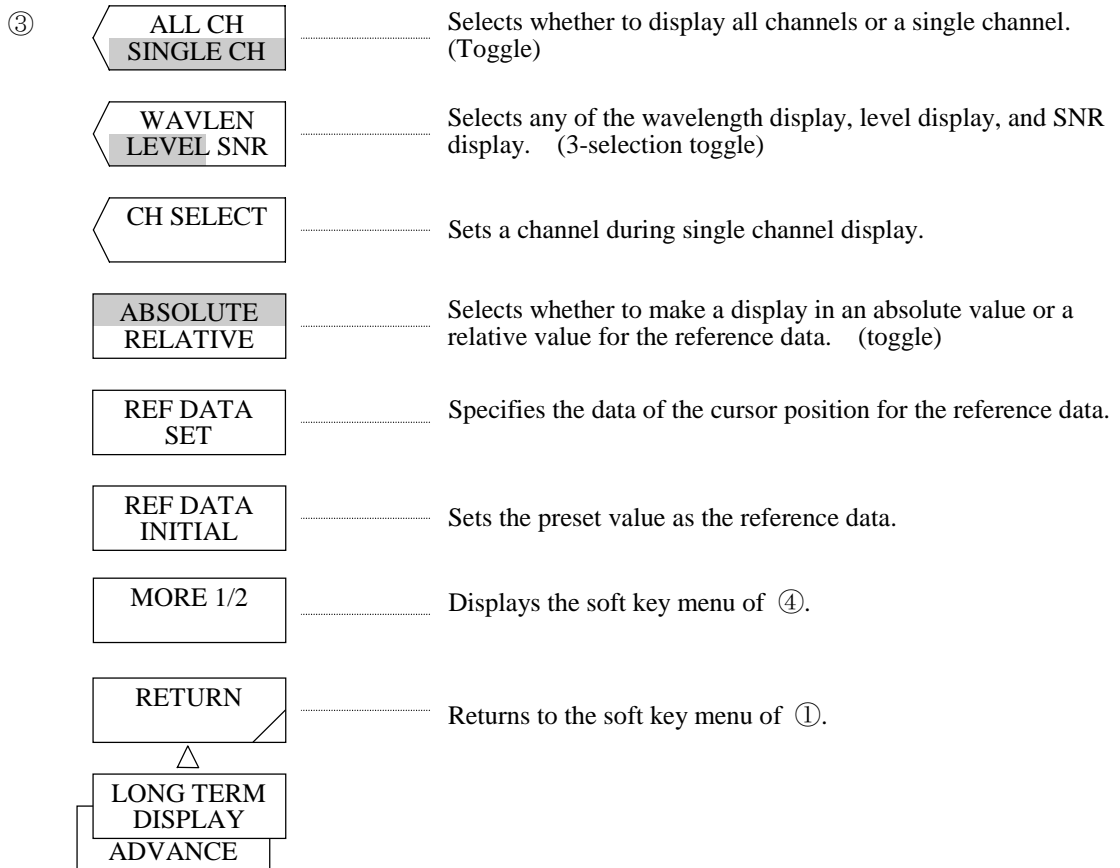 ③
ALL CH
SINGLE CH
Selects whether to display all channels or a single channel.
(Toggle)
WAVLEN
LEVEL SNR
Selects any of the wavelength display, level display, and SNR
display. (3-selection toggle)
CH SELECT
Sets a channel during single channel display.
ABSOLUTE
RELATIVE
Selects whether to make a display in an absolute value or a
relative value for the reference data. (toggle)
REF DATA
SET
Specifies the data of the cursor position for the reference data.
REF DATA
INITIAL
Sets the preset value as the reference data.
MORE 1/2
Displays the soft key menu of ④.
RETURN
Returns to the soft key menu of ①.
LONG TERM
DISPLAY
ADVANCE